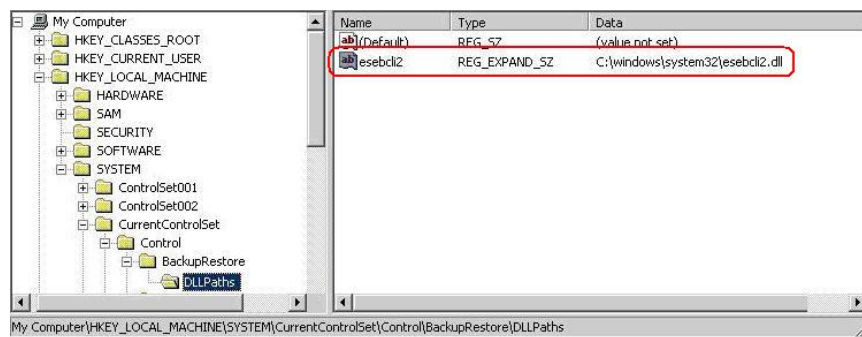 My Computer
HKEY_CLASSES_ROOT
HKEY_CURRENT_USER
HKEY_LOCAL_MACHINE
HARDWARE
SAM
SECURITY
SOFTWARE
SYSTEM
ControlSet001
ControlSet002
CurrentControlSet
Control
BackupRestore
DLLPaths
Name Type Data
ab (Default) REG_SZ (value not set)
ab esebcli2 REG_EXPAND_SZ C:\windows\system32\esebcli2.dll
My Computer\HKEY_LOCAL_MACHINE\SYSTEM\CurrentControlSet\Control\BackupRestore\DLLPaths